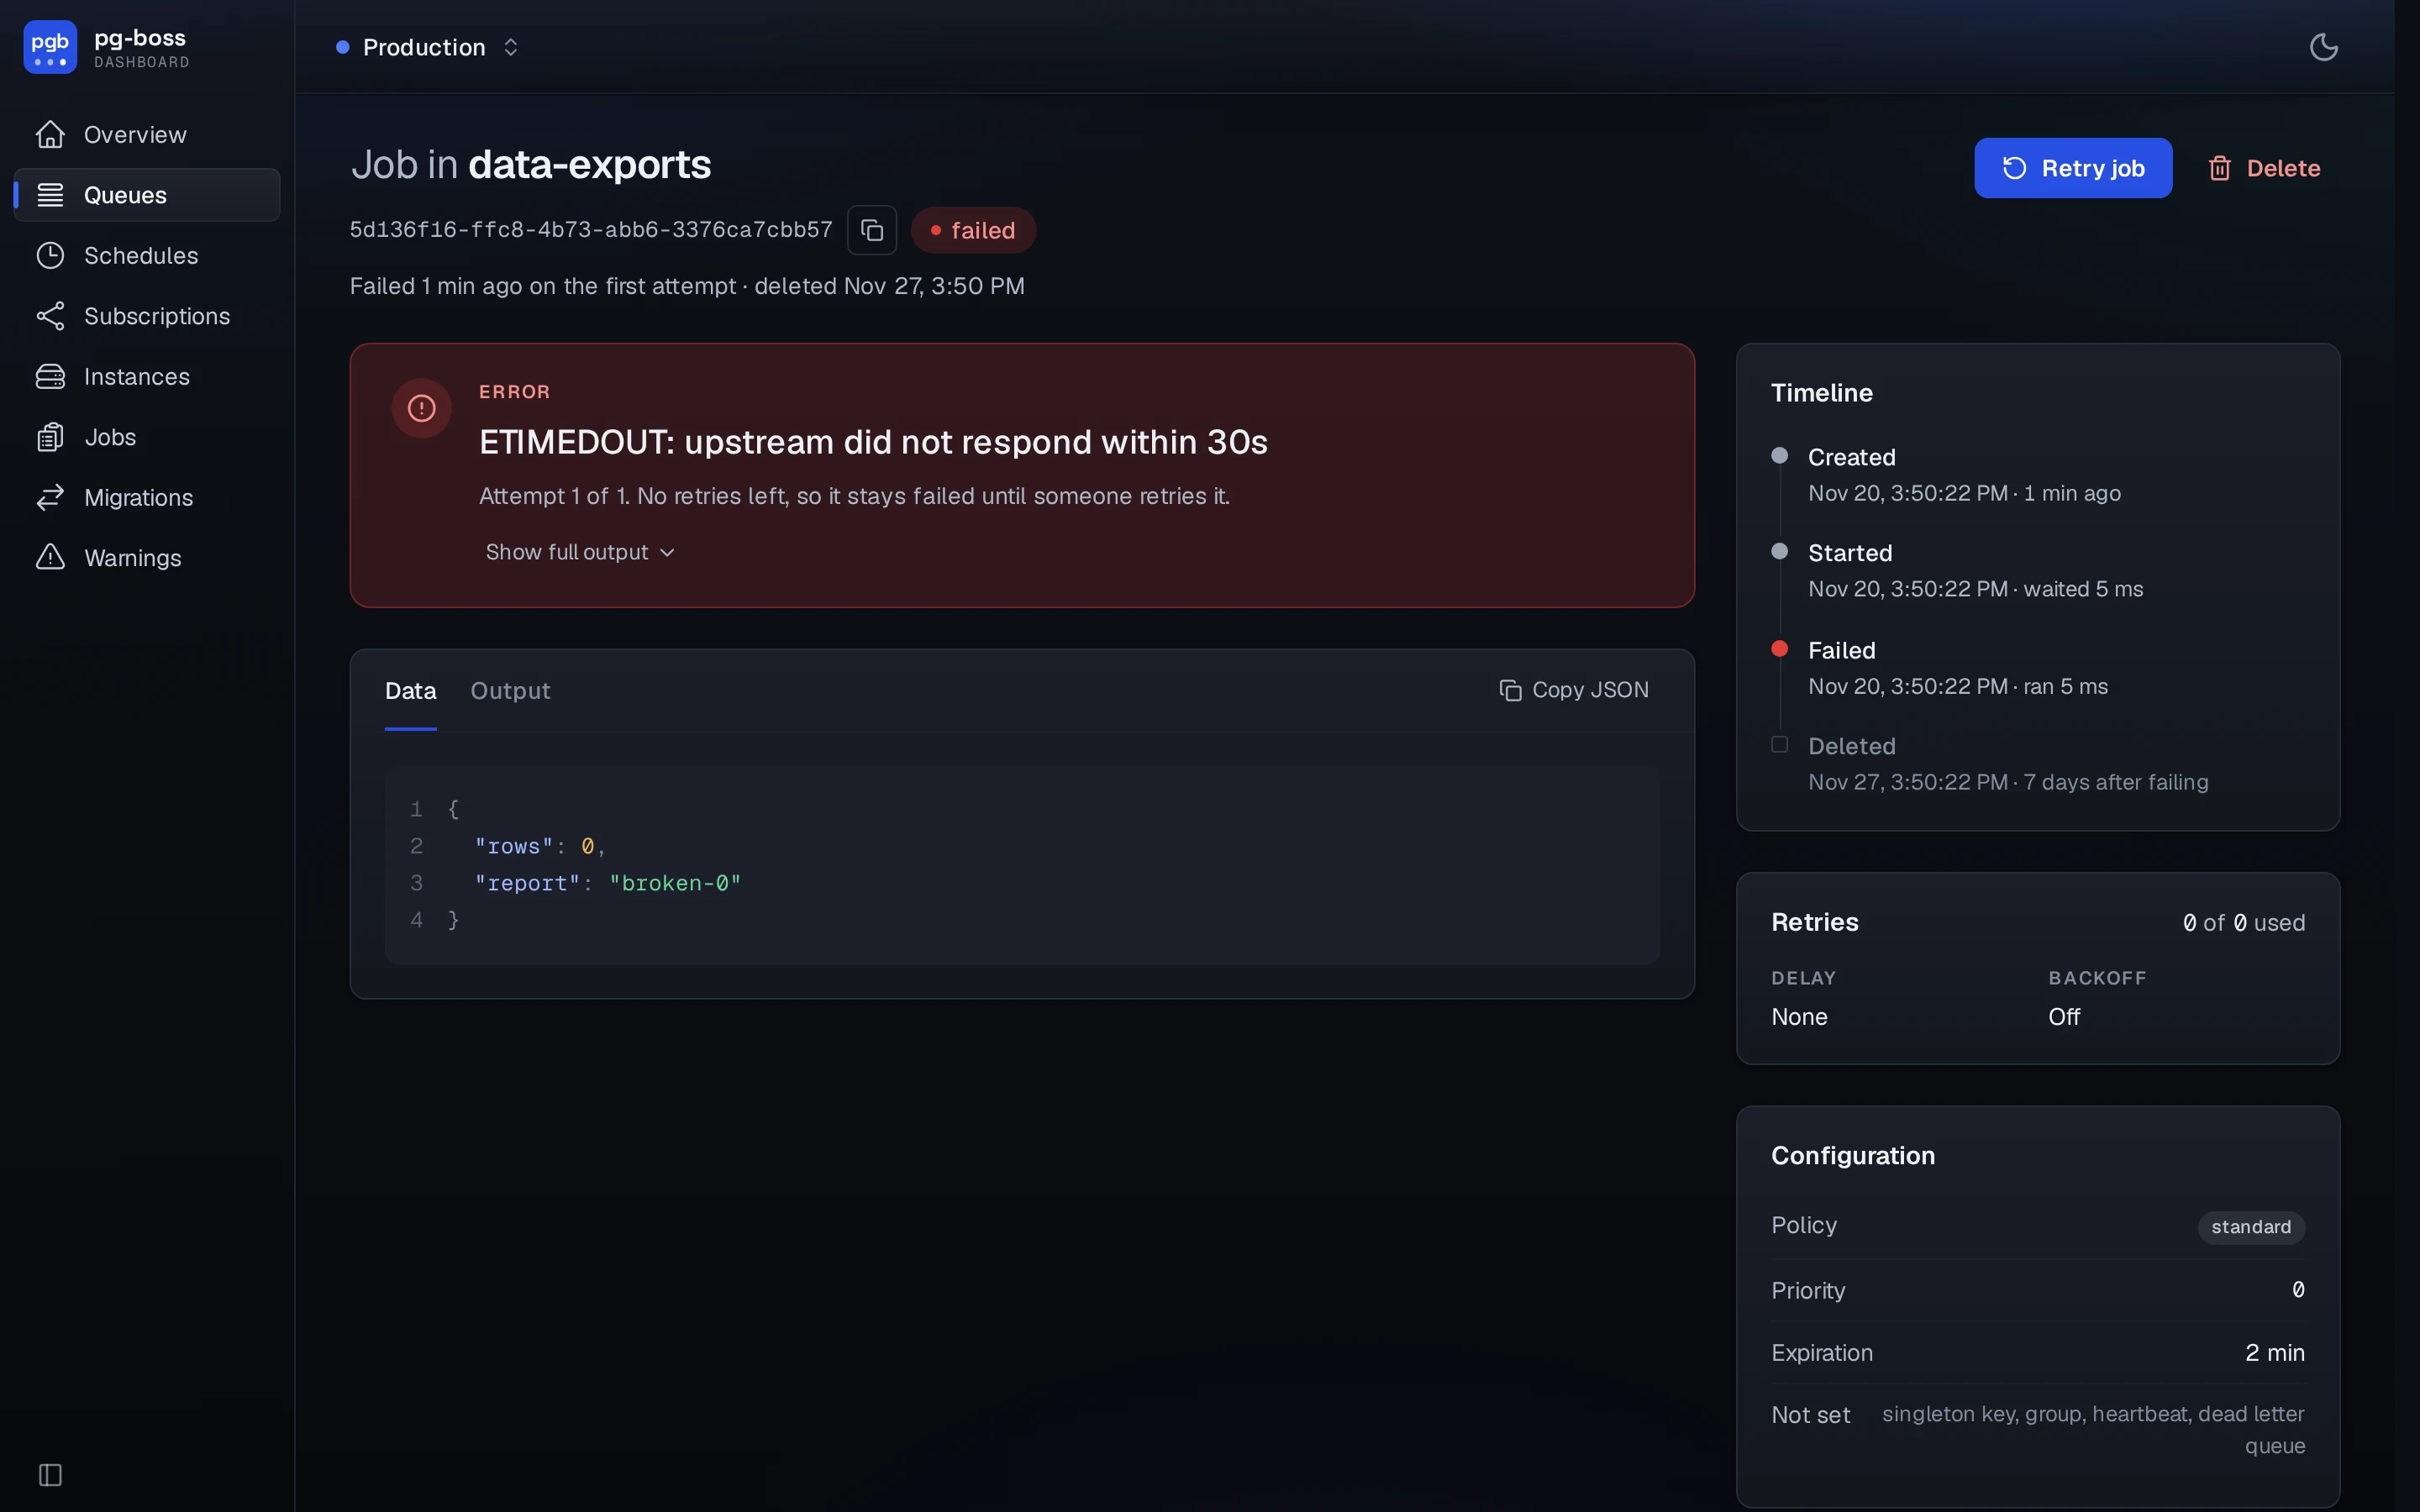 pgb
pg-boss
DASHBOARD
Overview
Queues
Schedules
Subscriptions
Instances
Jobs
Migrations
Warnings
Production
Job in data-exports
Retry job
Delete
5d136f16-ffc8-4b73-abb6-3376ca7cbb57
failed
Failed 1 min ago on the first attempt · deleted Nov 27, 3:50 PM
ERROR
ETIMEDOUT: upstream did not respond within 30s
Attempt 1 of 1. No retries left, so it stays failed until someone retries it.
Show full output
Data
Output
Copy JSON
1 {
2 "rows": 0,
3 "report": "broken-0"
4 }
Timeline
Created
Nov 20, 3:50:22 PM · 1 min ago
Started
Nov 20, 3:50:22 PM · waited 5 ms
Failed
Nov 20, 3:50:22 PM · ran 5 ms
Deleted
Nov 27, 3:50:22 PM · 7 days after failing
Retries
0 of 0 used
DELAY
BACKOFF
None
Off
Configuration
Policy
standard
Priority
0
Expiration
2 min
Not set
singleton key, group, heartbeat, dead letter
queue